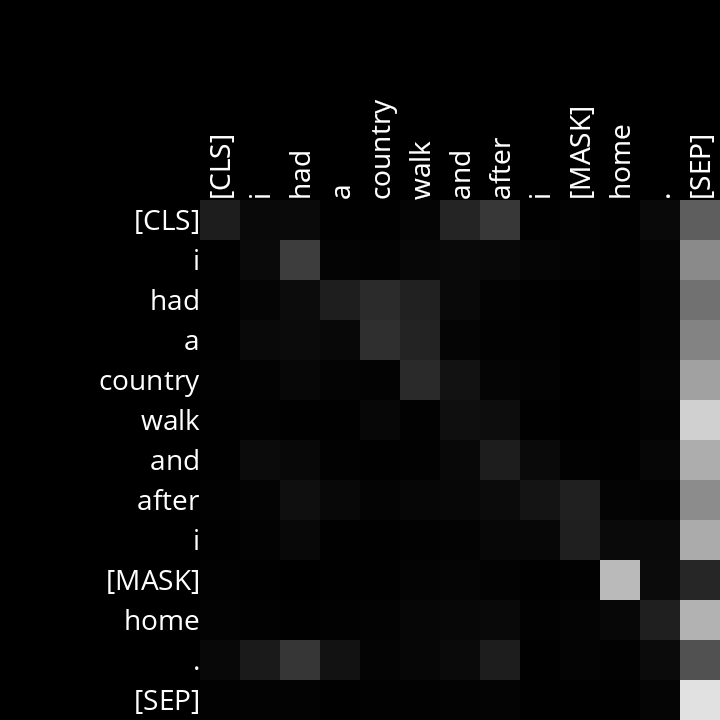 [CLS] i had a country walk and after i [MASK] home . [SEP]
[CLS]
i
had
a
country
walk
and
after
i
[MASK]
home
.
[SEP]